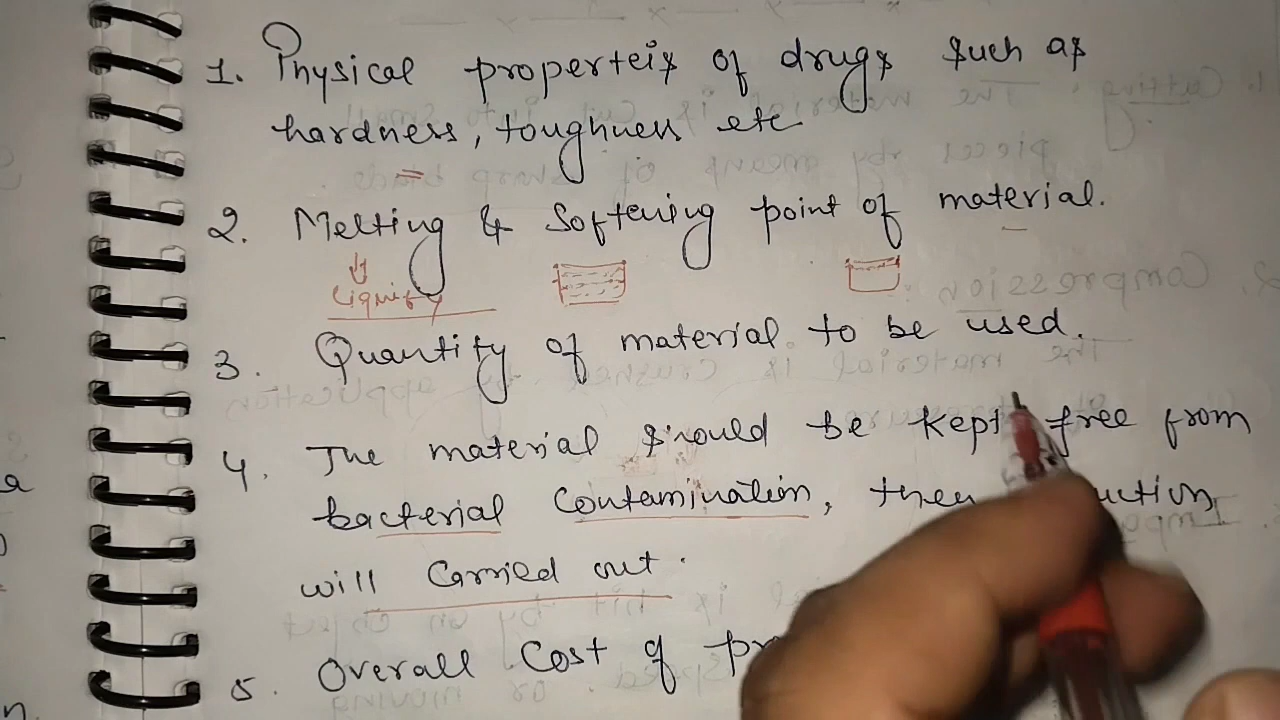 1. Physical properteis of drugs such as
hardness, toughness etc
2. Melting & Softening point of material.
Liquify
3. Quantity of material to be used.
4. The material should be kept free from
bacterial Contamination, then
will Carried out.
5. Overall Cost of